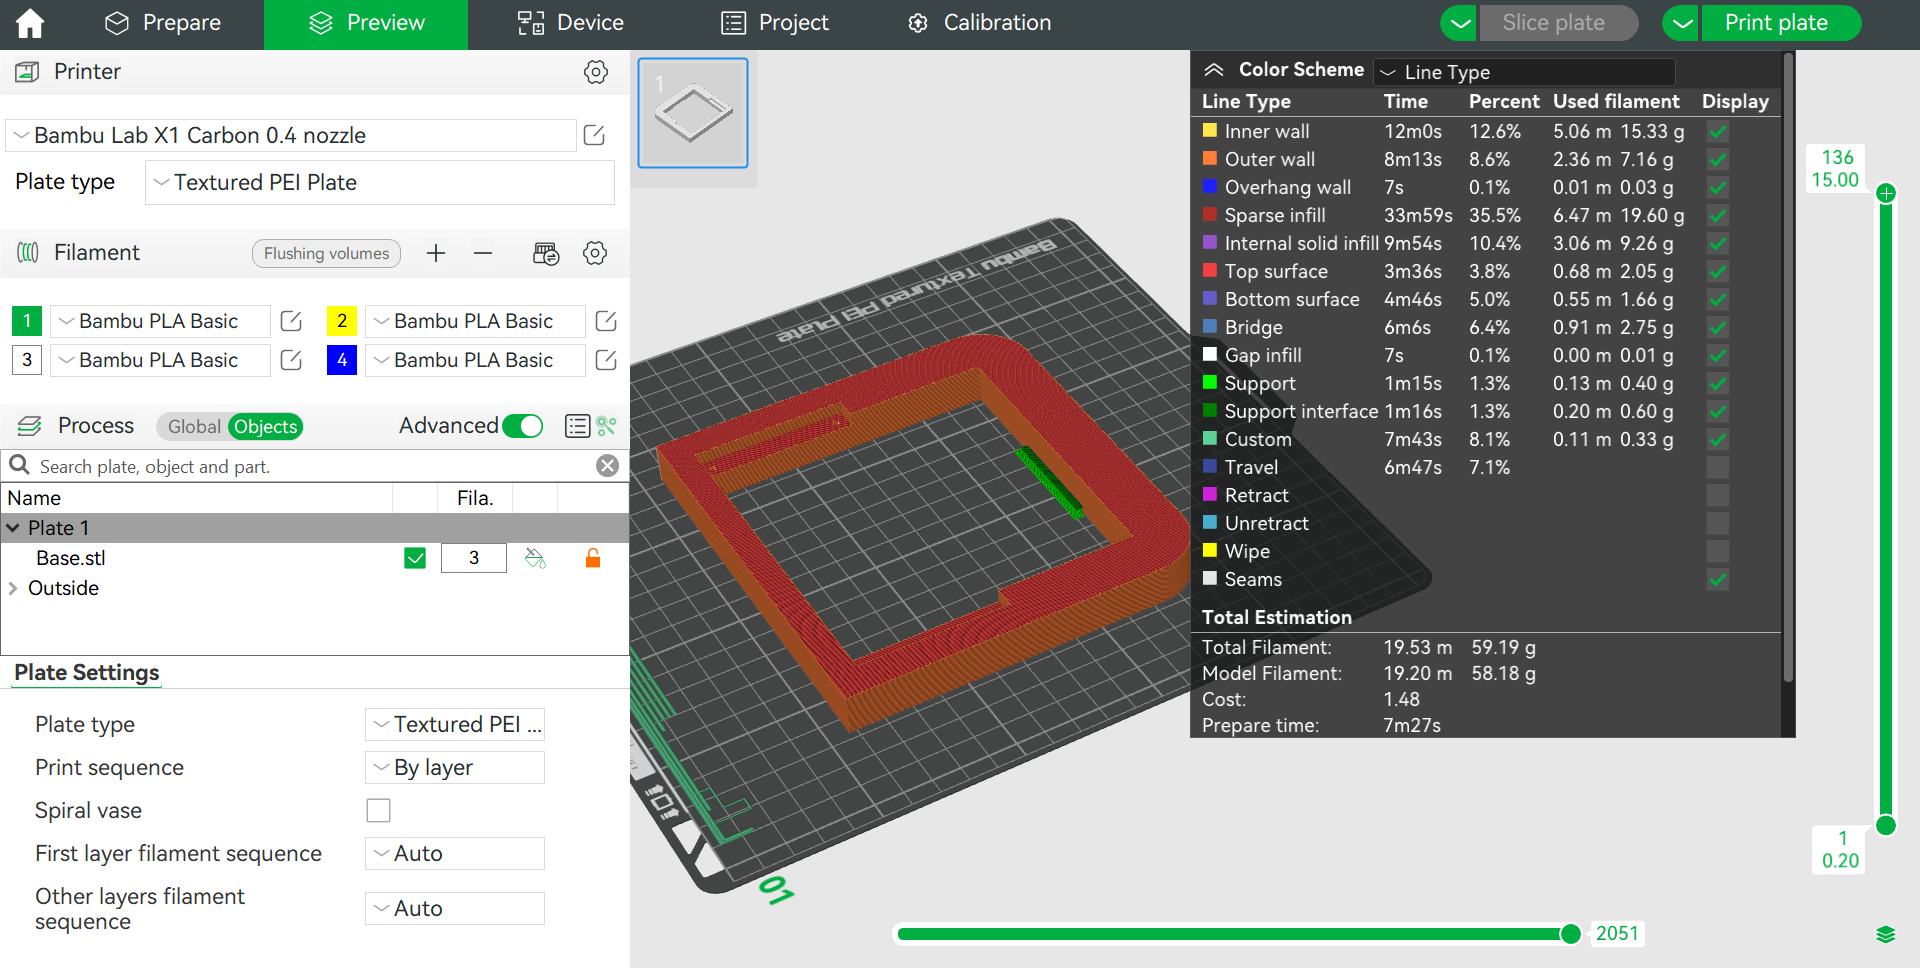 Prepare Preview Device Project Calibration Slice plate Print plate
Printer
Bambu Lab X1 Carbon 0.4 nozzle
Plate type Textured PEI Plate
Filament Flushing volumes
1 Bambu PLA Basic 2 Bambu PLA Basic
3 Bambu PLA Basic 4 Bambu PLA Basic
Process Global Objects Advanced
Search plate, object and part.
Name Fila.
Plate 1
Base.stl 3
Outside
Plate Settings
Plate type Textured PEI ...
Print sequence By layer
Spiral vase
First layer filament sequence Auto
Other layers filament
sequence Auto
1
Bambu Textured PEI Plate
01
Color Scheme Line Type
Line Type Time Percent Used filament Display
Inner wall 12m0s 12.6% 5.06 m 15.33 g
Outer wall 8m13s 8.6% 2.36 m 7.16 g
Overhang wall 7s 0.1% 0.01 m 0.03 g
Sparse infill 33m59s 35.5% 6.47 m 19.60 g
Internal solid infill 9m54s 10.4% 3.06 m 9.26 g
Top surface 3m36s 3.8% 0.68 m 2.05 g
Bottom surface 4m46s 5.0% 0.55 m 1.66 g
Bridge 6m6s 6.4% 0.91 m 2.75 g
Gap infill 7s 0.1% 0.00 m 0.01 g
Support 1m15s 1.3% 0.13 m 0.40 g
Support interface 1m16s 1.3% 0.20 m 0.60 g
Custom 7m43s 8.1% 0.11 m 0.33 g
Travel 6m47s 7.1%
Retract
Unretract
Wipe
Seams
Total Estimation
Total Filament: 19.53 m 59.19 g
Model Filament: 19.20 m 58.18 g
Cost: 1.48
Prepare time: 7m27s
136
15.00
1
0.20
2051